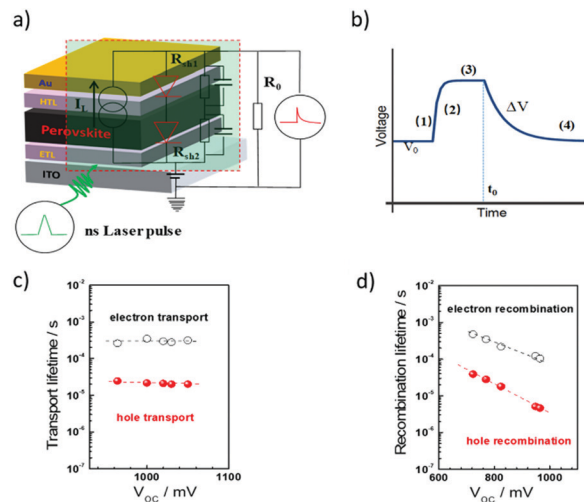 a)
Au
HTL
Perovskite
ETL
ITO
I_L
R_sh1
R_sh2
R_0
ns Laser pulse
b)
Voltage
(1)
(2)
(3)
(4)
ΔV
V_0
t_0
Time
c)
Transport lifetime / s
10^-2
10^-3
10^-4
10^-5
10^-6
10^-7
electron transport
hole transport
1000
1100
V_OC / mV
d)
Recombination lifetime / s
10^-2
10^-3
10^-4
10^-5
10^-6
10^-7
electron recombination
hole recombination
600
800
1000
V_OC / mV